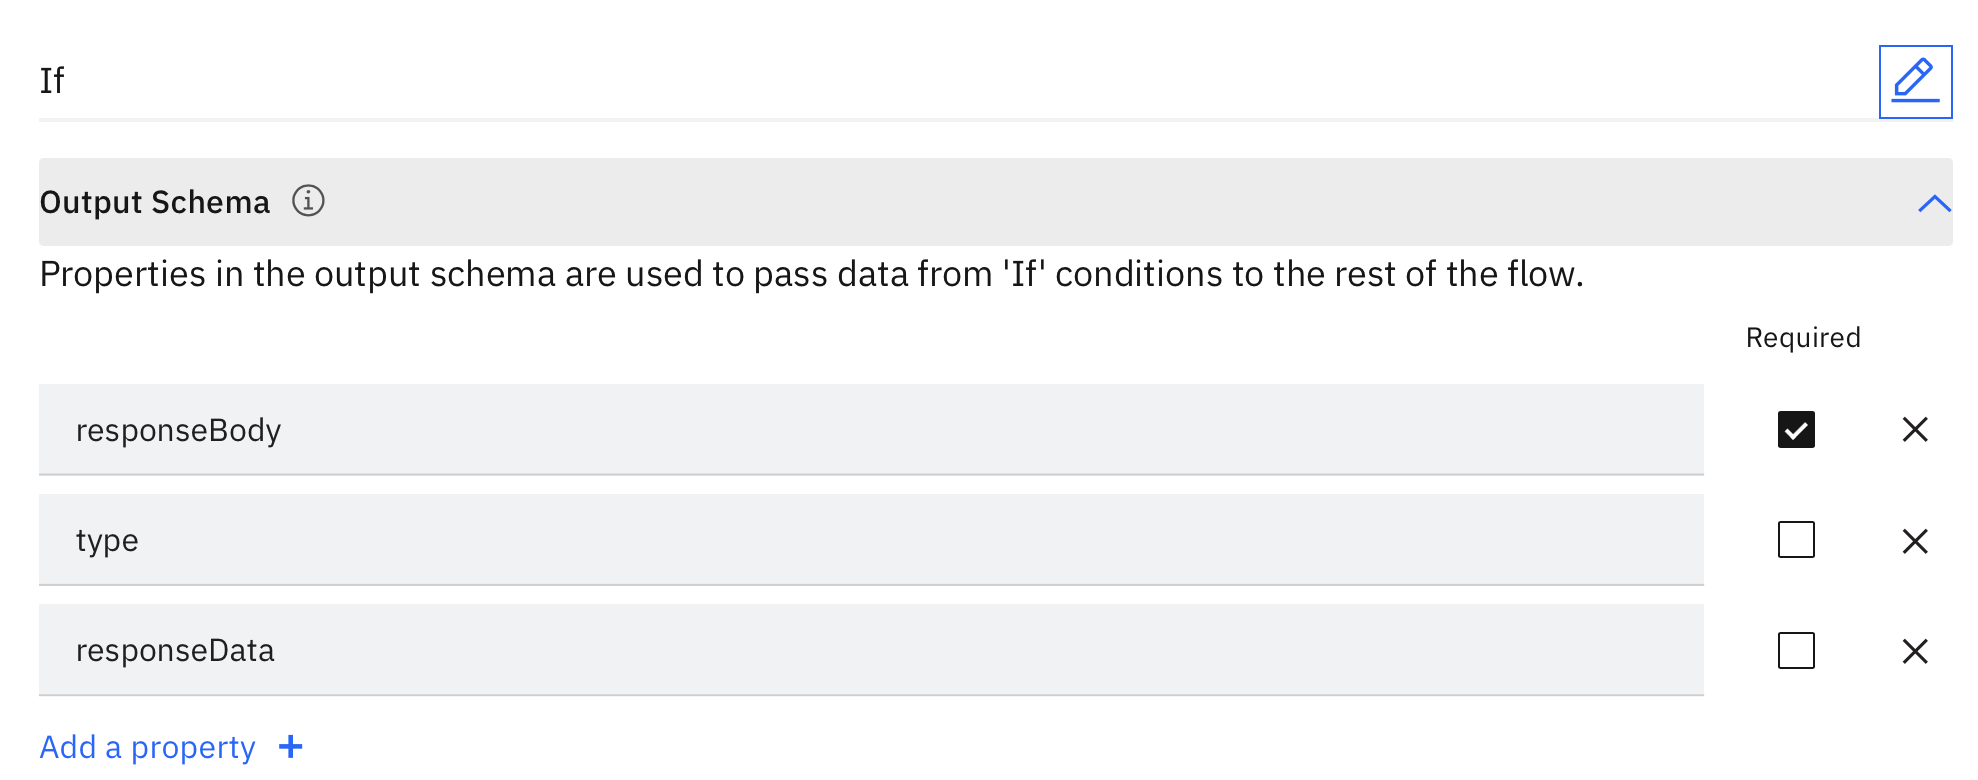 If
Output Schema
Properties in the output schema are used to pass data from 'If' conditions to the rest of the flow.
Required
responseBody
type
responseData
Add a property +